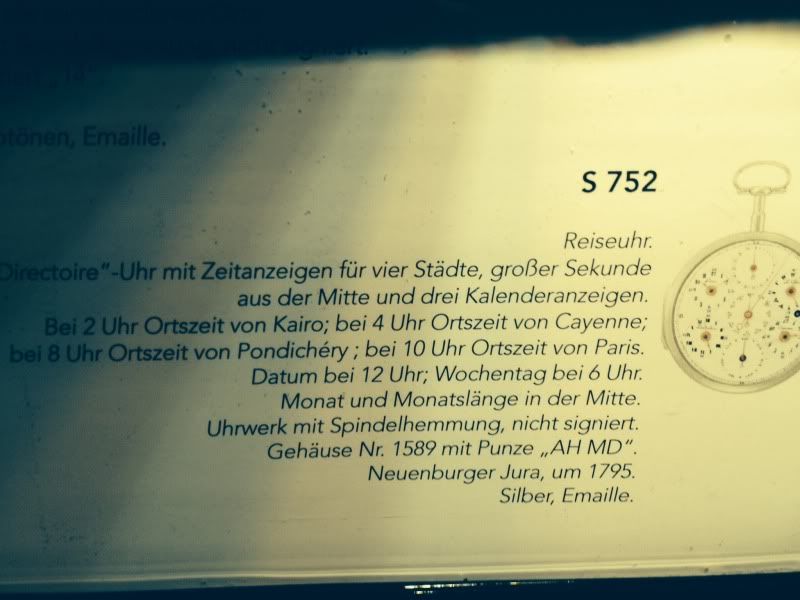 nicht signiert.
„14“.
Emaille.
S 752
Reiseuhr.
Directoire“-Uhr mit Zeitanzeigen für vier Städte, großer Sekunde
aus der Mitte und drei Kalenderanzeigen.
Bei 2 Uhr Ortszeit von Kairo; bei 4 Uhr Ortszeit von Cayenne;
bei 8 Uhr Ortszeit von Pondichéry ; bei 10 Uhr Ortszeit von Paris.
Datum bei 12 Uhr; Wochentag bei 6 Uhr.
Monat und Monatslänge in der Mitte.
Uhrwerk mit Spindelhemmung, nicht signiert.
Gehäuse Nr. 1589 mit Punze „AH MD“.
Neuenburger Jura, um 1795.
Silber, Emaille.